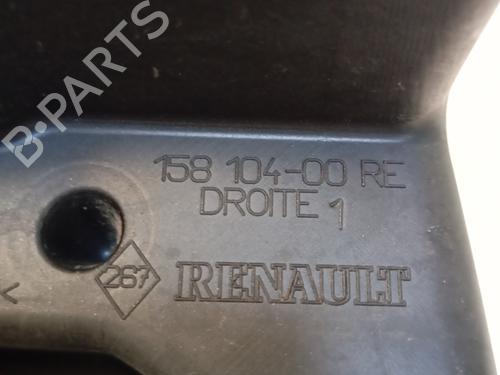 B-PARTS
158 104-00 RE
DROITE 1
267 RENAULT
<